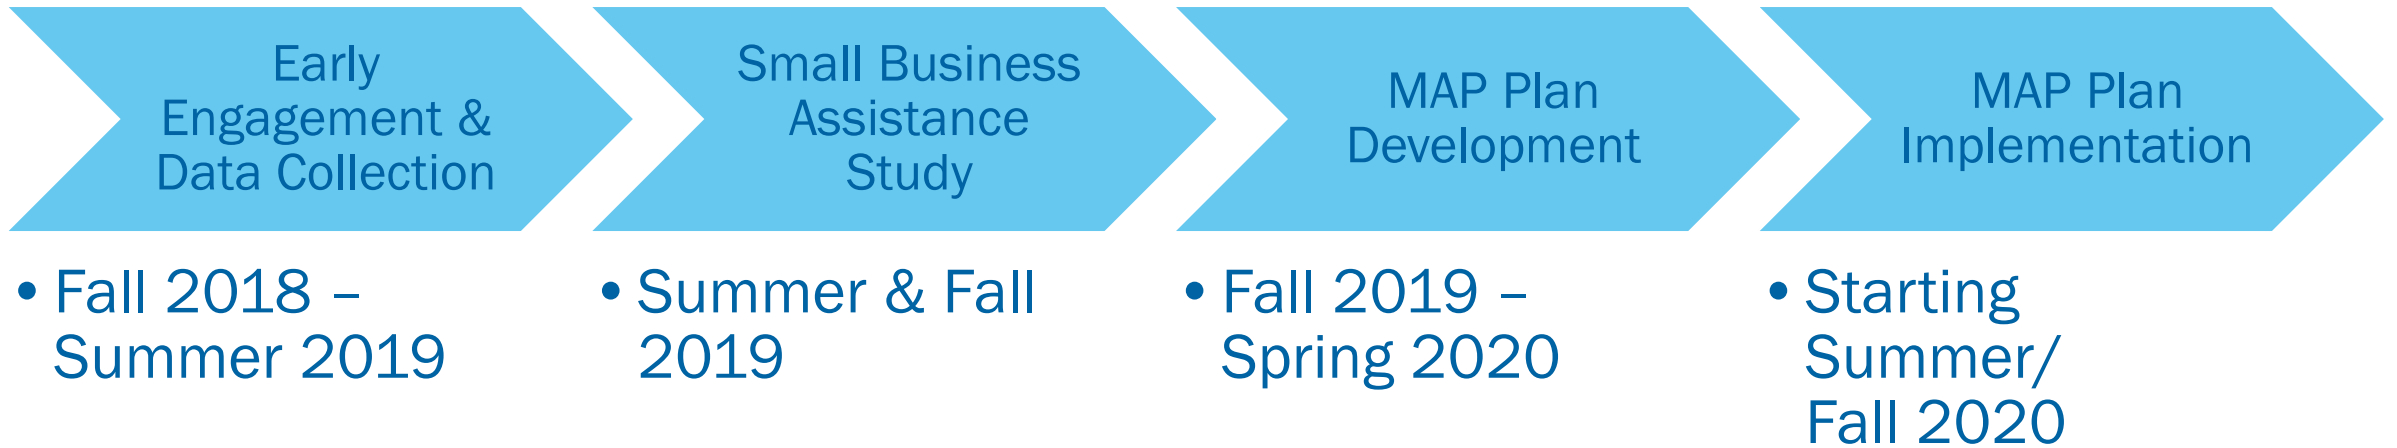 Early
Engagement &
Data Collection
• Fall 2018 –
Summer 2019
Small Business
Assistance
Study
• Summer & Fall
2019
MAP Plan
Development
• Fall 2019 –
Spring 2020
MAP Plan
Implementation
• Starting
Summer/
Fall 2020